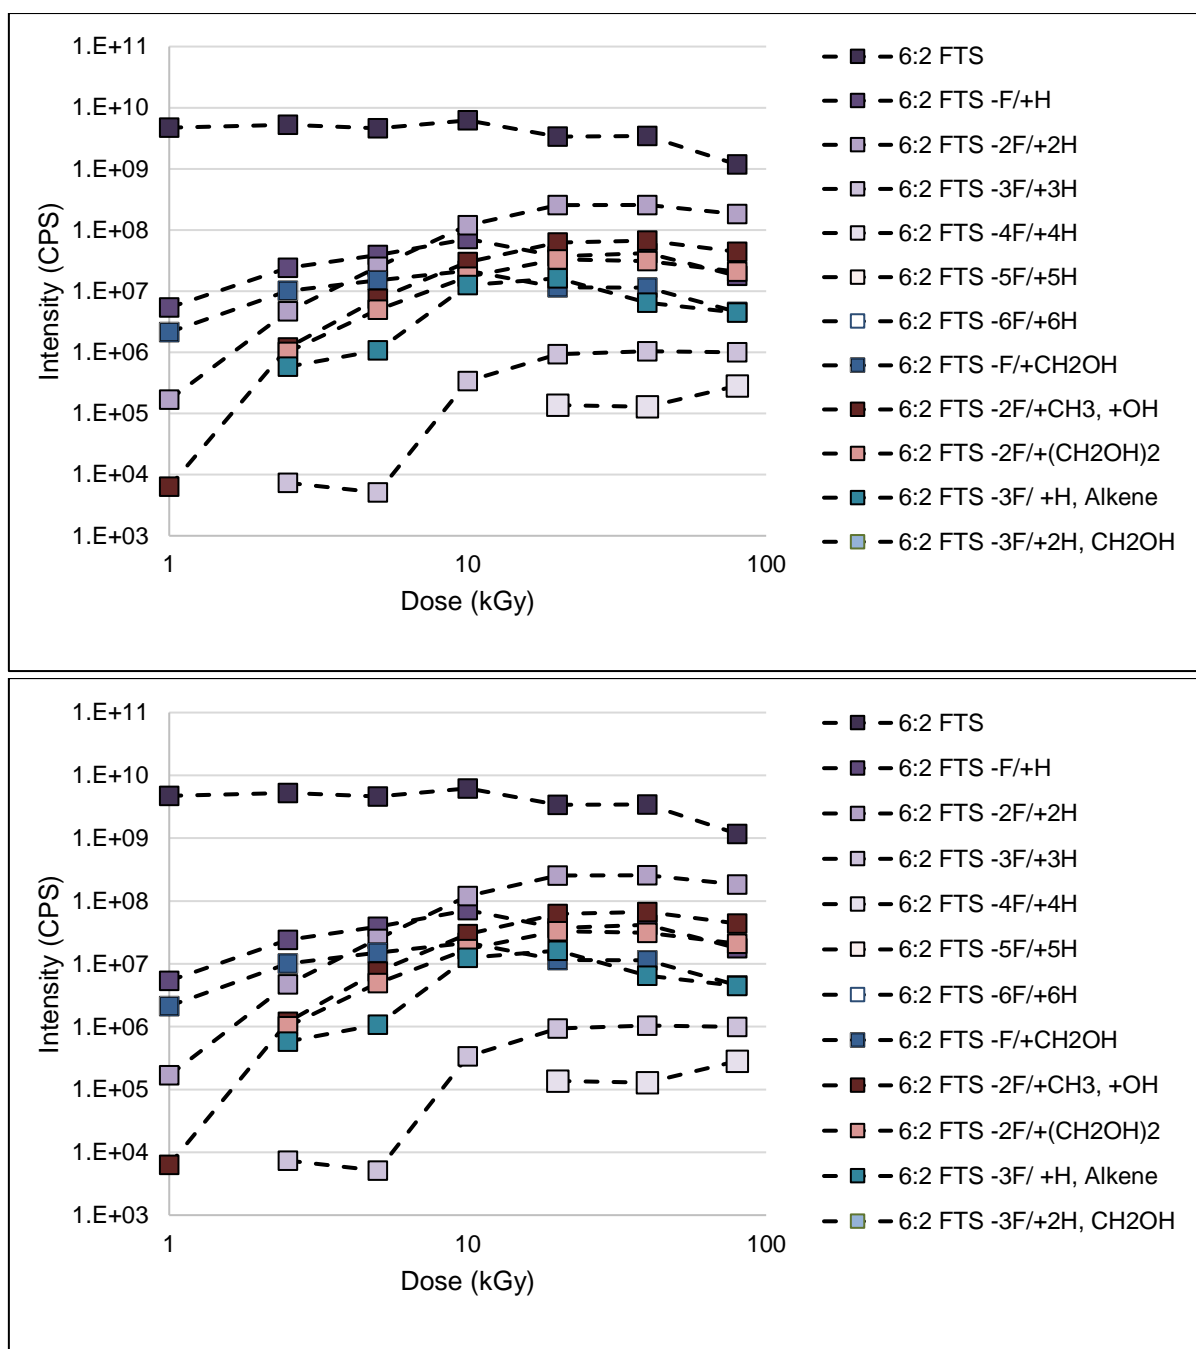 1.E+11
1.E+10
1.E+09
1.E+08
1.E+07
1.E+06
1.E+05
1.E+04
1.E+03
Intensity (CPS)
1
10
100
Dose (kGy)
6:2 FTS
6:2 FTS -F/+H
6:2 FTS -2F/+2H
6:2 FTS -3F/+3H
6:2 FTS -4F/+4H
6:2 FTS -5F/+5H
6:2 FTS -6F/+6H
6:2 FTS -F/+CH2OH
6:2 FTS -2F/+CH3, +OH
6:2 FTS -2F/+(CH2OH)2
6:2 FTS -3F/ +H, Alkene
6:2 FTS -3F/+2H, CH2OH
1.E+11
1.E+10
1.E+09
1.E+08
1.E+07
1.E+06
1.E+05
1.E+04
1.E+03
Intensity (CPS)
1
10
100
Dose (kGy)
6:2 FTS
6:2 FTS -F/+H
6:2 FTS -2F/+2H
6:2 FTS -3F/+3H
6:2 FTS -4F/+4H
6:2 FTS -5F/+5H
6:2 FTS -6F/+6H
6:2 FTS -F/+CH2OH
6:2 FTS -2F/+CH3, +OH
6:2 FTS -2F/+(CH2OH)2
6:2 FTS -3F/ +H, Alkene
6:2 FTS -3F/+2H, CH2OH